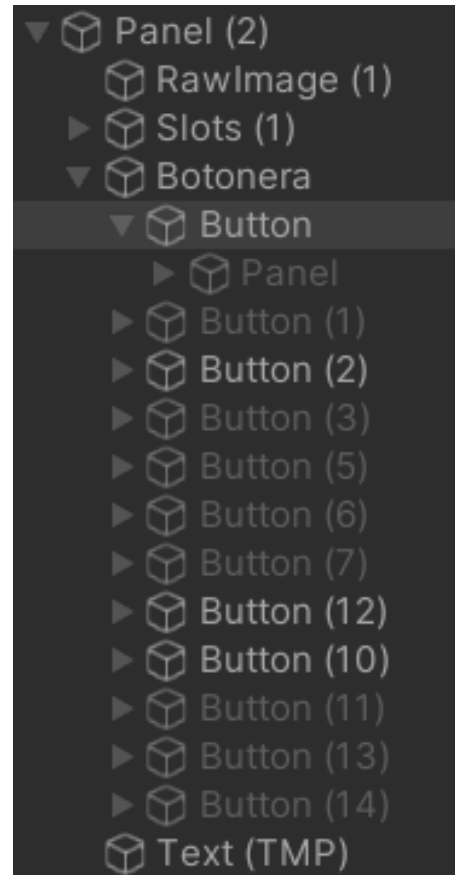 Panel (2)
RawImage (1)
Slots (1)
Botonera
Button
Panel
Button (1)
Button (2)
Button (3)
Button (5)
Button (6)
Button (7)
Button (12)
Button (10)
Button (11)
Button (13)
Button (14)
Text (TMP)